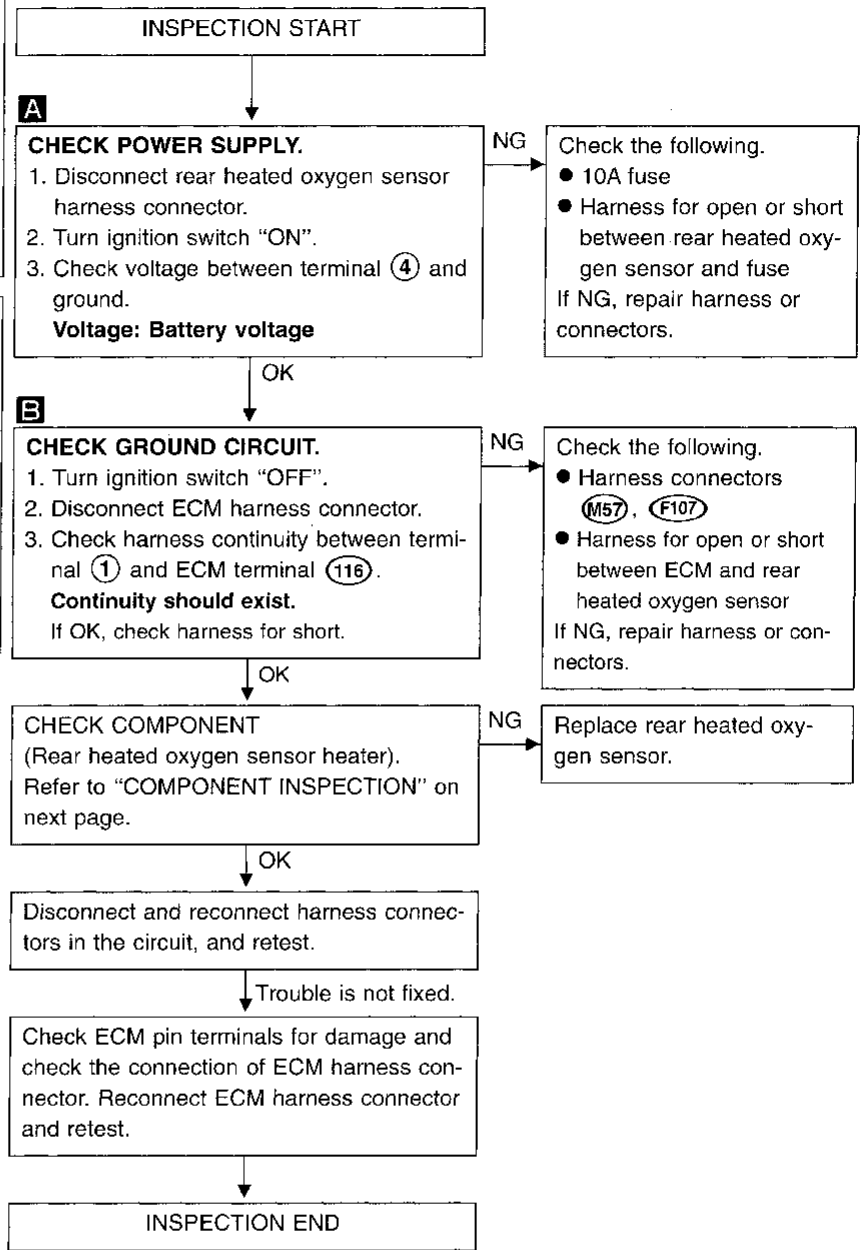 INSPECTION START
A
CHECK POWER SUPPLY.
1. Disconnect rear heated oxygen sensor
harness connector.
2. Turn ignition switch “ON”.
3. Check voltage between terminal ④ and
ground.
Voltage: Battery voltage
NG
Check the following.
● 10A fuse
● Harness for open or short
between rear heated oxy-
gen sensor and fuse
If NG, repair harness or
connectors.
OK
B
CHECK GROUND CIRCUIT.
1. Turn ignition switch “OFF”.
2. Disconnect ECM harness connector.
3. Check harness continuity between termi-
nal ① and ECM terminal (116).
Continuity should exist.
If OK, check harness for short.
NG
Check the following.
● Harness connectors
(M57), (F107)
● Harness for open or short
between ECM and rear
heated oxygen sensor
If NG, repair harness or con-
nectors.
OK
CHECK COMPONENT
(Rear heated oxygen sensor heater).
Refer to “COMPONENT INSPECTION” on
next page.
NG
Replace rear heated oxy-
gen sensor.
OK
Disconnect and reconnect harness connec-
tors in the circuit, and retest.
Trouble is not fixed.
Check ECM pin terminals for damage and
check the connection of ECM harness con-
nector. Reconnect ECM harness connector
and retest.
INSPECTION END